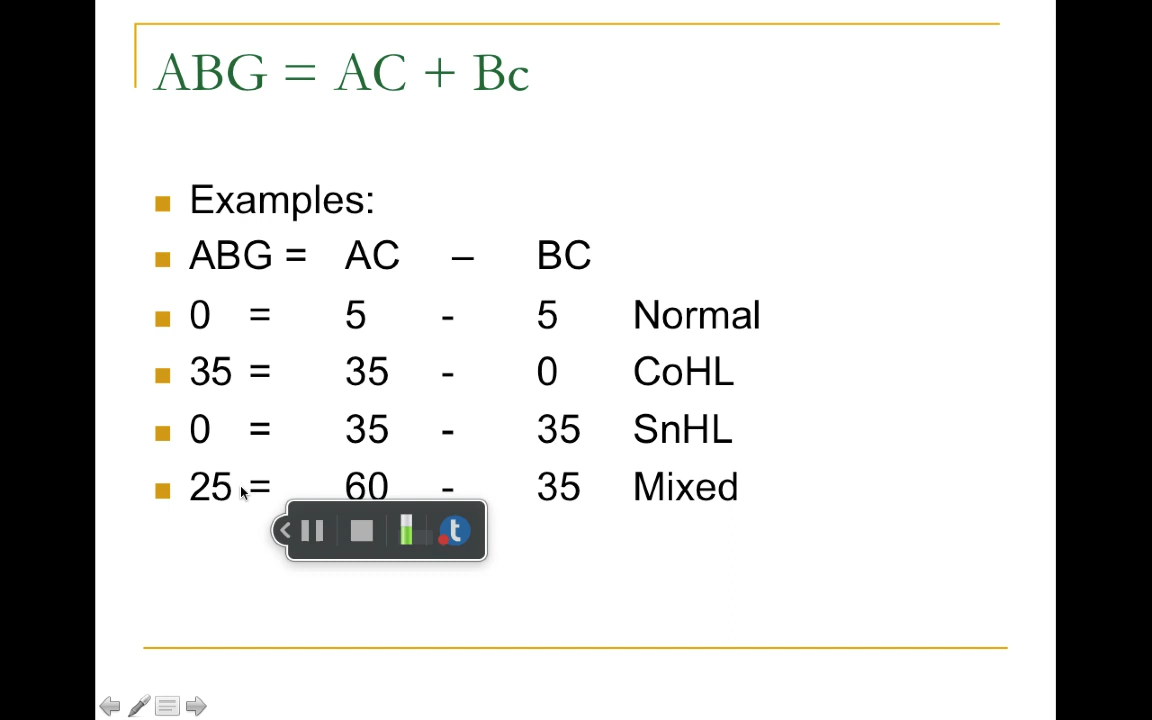 ABG = AC + Bc
Examples:
ABG = AC – BC
0 = 5 - 5 Normal
35 = 35 - 0 CoHL
0 = 35 - 35 SnHL
25 = 60 - 35 Mixed
t